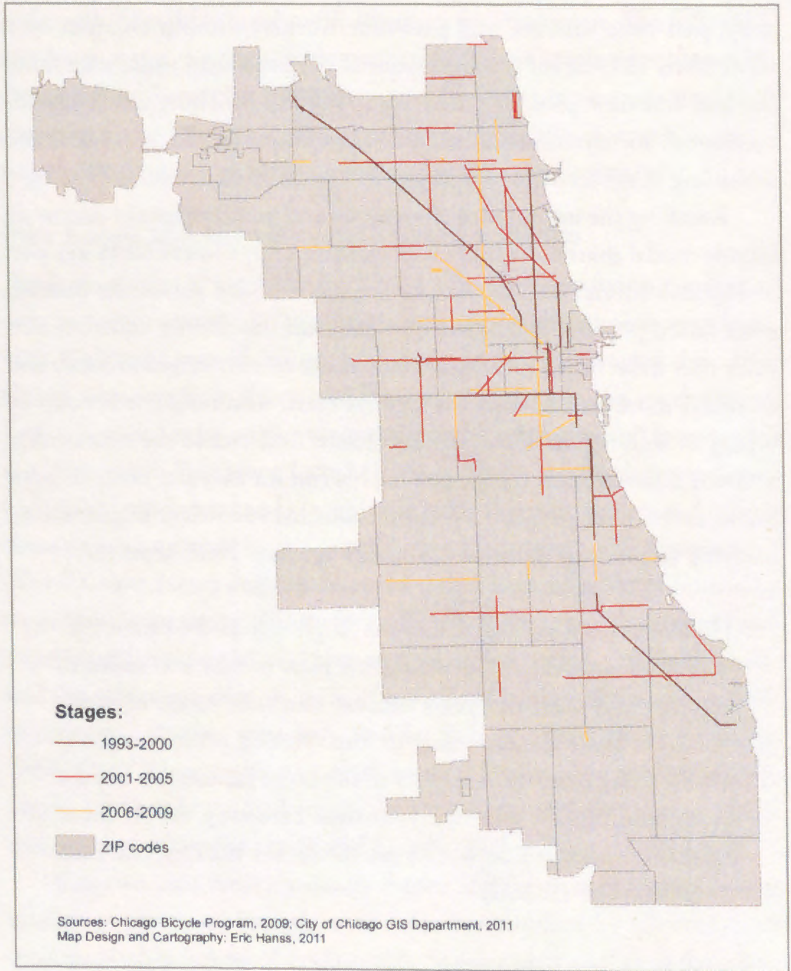 Stages:
1993-2000
2001-2005
2006-2009
ZIP codes
Sources: Chicago Bicycle Program, 2009; City of Chicago GIS Department, 2011
Map Design and Cartography: Eric Hanss, 2011